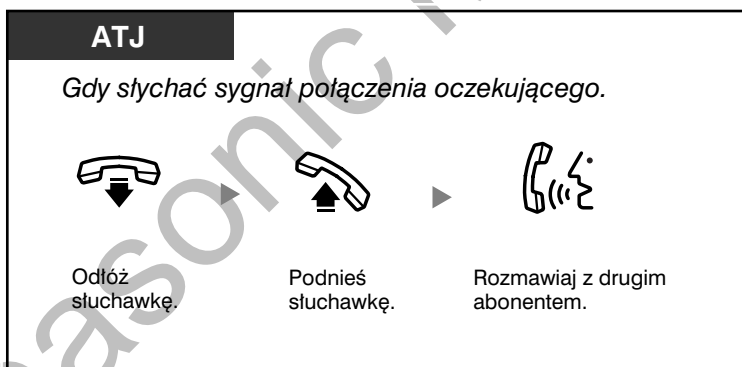 ATJ
Gdy słychać sygnał połączenia oczekującego.
Odłóż
słuchawkę.
Podnieś
słuchawkę.
Rozmawiaj z drugim
abonentem.